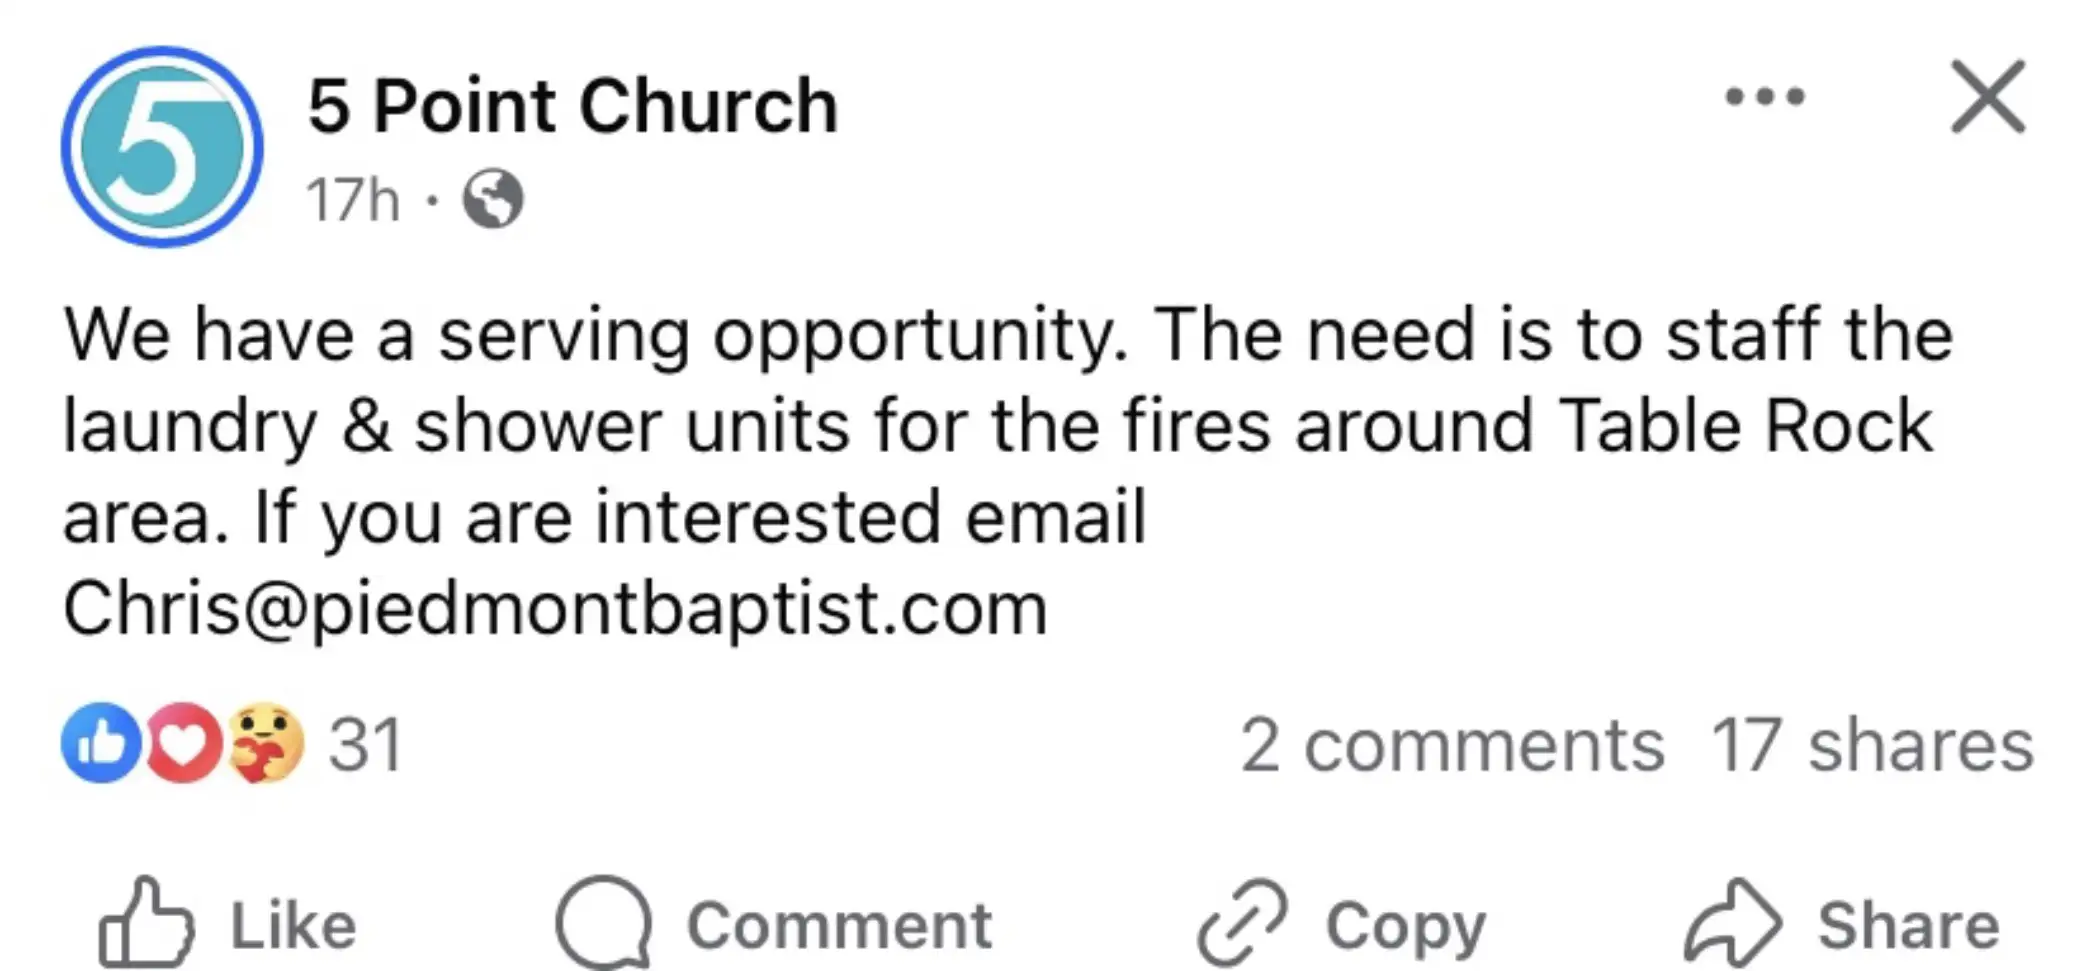 5
5 Point Church
17h ·
We have a serving opportunity. The need is to staff the
laundry & shower units for the fires around Table Rock
area. If you are interested email
Chris@piedmontbaptist.com
31
2 comments 17 shares
Like
Comment
Copy
Share